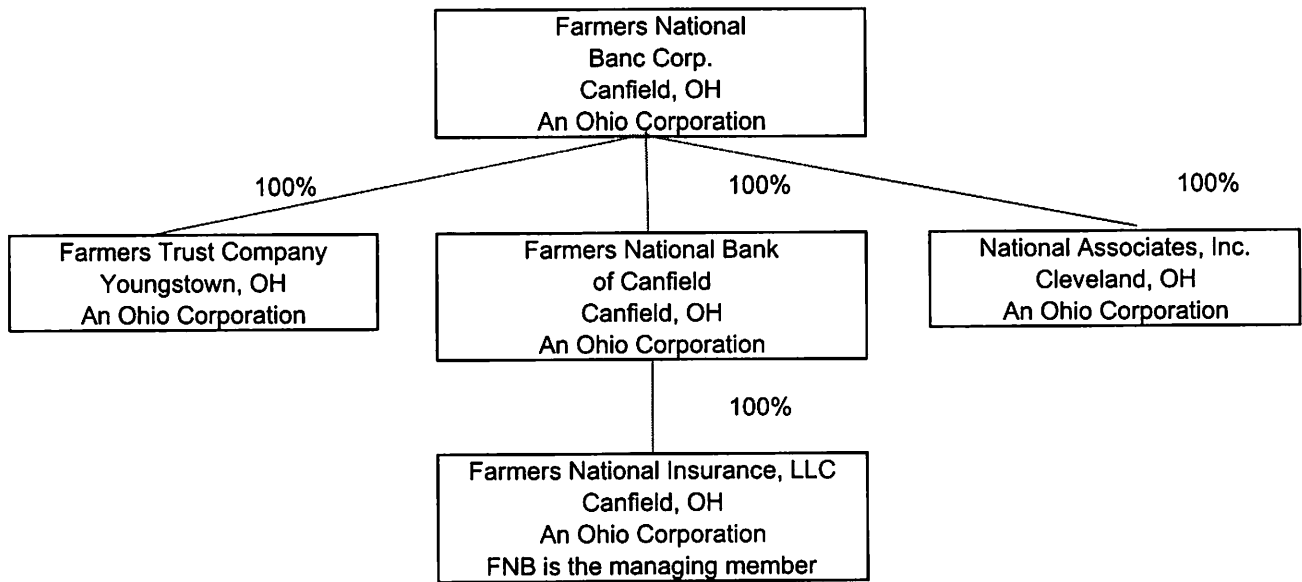 Farmers National
Banc Corp.
Canfield, OH
An Ohio Corporation
100%
100%
100%
Farmers Trust Company
Youngstown, OH
An Ohio Corporation
Farmers National Bank
of Canfield
Canfield, OH
An Ohio Corporation
National Associates, Inc.
Cleveland, OH
An Ohio Corporation
100%
Farmers National Insurance, LLC
Canfield, OH
An Ohio Corporation
FNB is the managing member